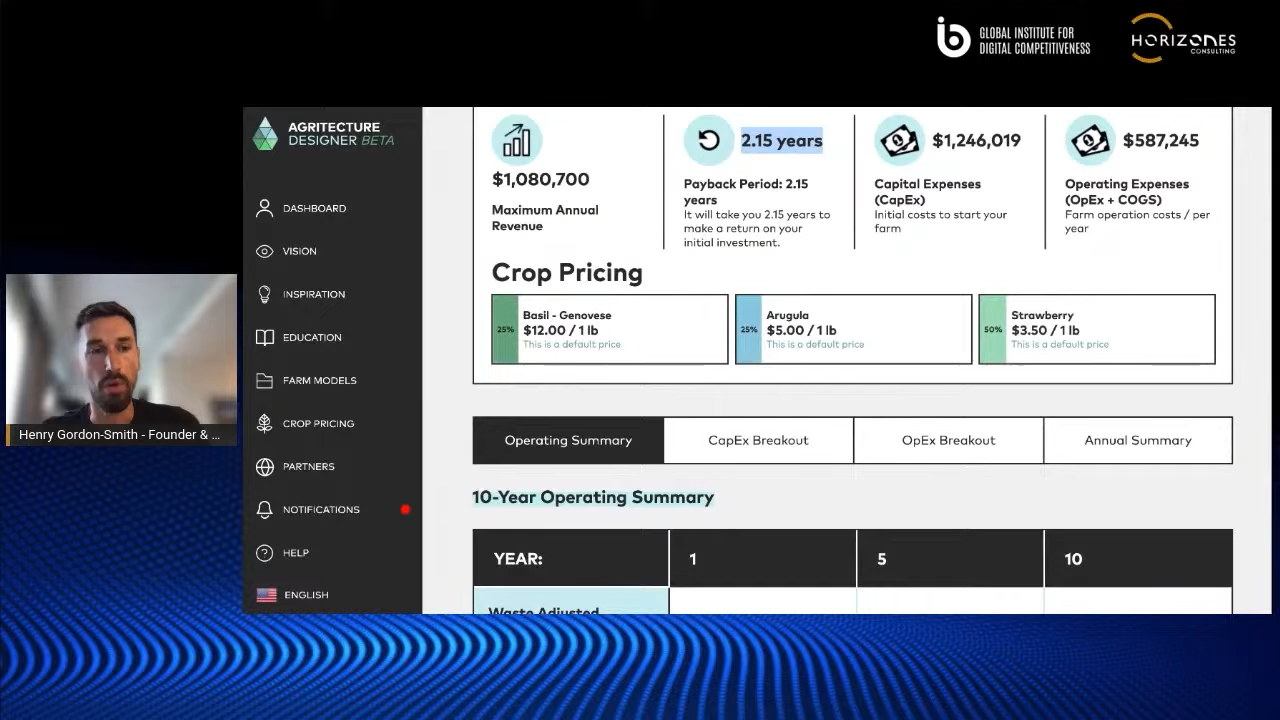 GLOBAL INSTITUTE FOR
DIGITAL COMPETITIVENESS
HORIZONES
CONSULTING
AGRITECTURE
DESIGNER BETA
DASHBOARD
VISION
INSPIRATION
EDUCATION
FARM MODELS
CROP PRICING
PARTNERS
NOTIFICATIONS
HELP
ENGLISH
$1,080,700
Maximum Annual
Revenue
2.15 years
Payback Period: 2.15
years
It will take you 2.15 years to
make a return on your
initial investment.
$1,246,019
Capital Expenses
(CapEx)
Initial costs to start your
farm
$587,245
Operating Expenses
(OpEx + COGS)
Farm operation costs / per
year
Crop Pricing
25%
Basil - Genovese
$12.00 / 1 lb
This is a default price
25%
Arugula
$5.00 / 1 lb
This is a default price
50%
Strawberry
$3.50 / 1 lb
This is a default price
Operating Summary
CapEx Breakout
OpEx Breakout
Annual Summary
10-Year Operating Summary
YEAR:
1
5
10
Waste Adjusted
Henry Gordon-Smith - Founder & ...